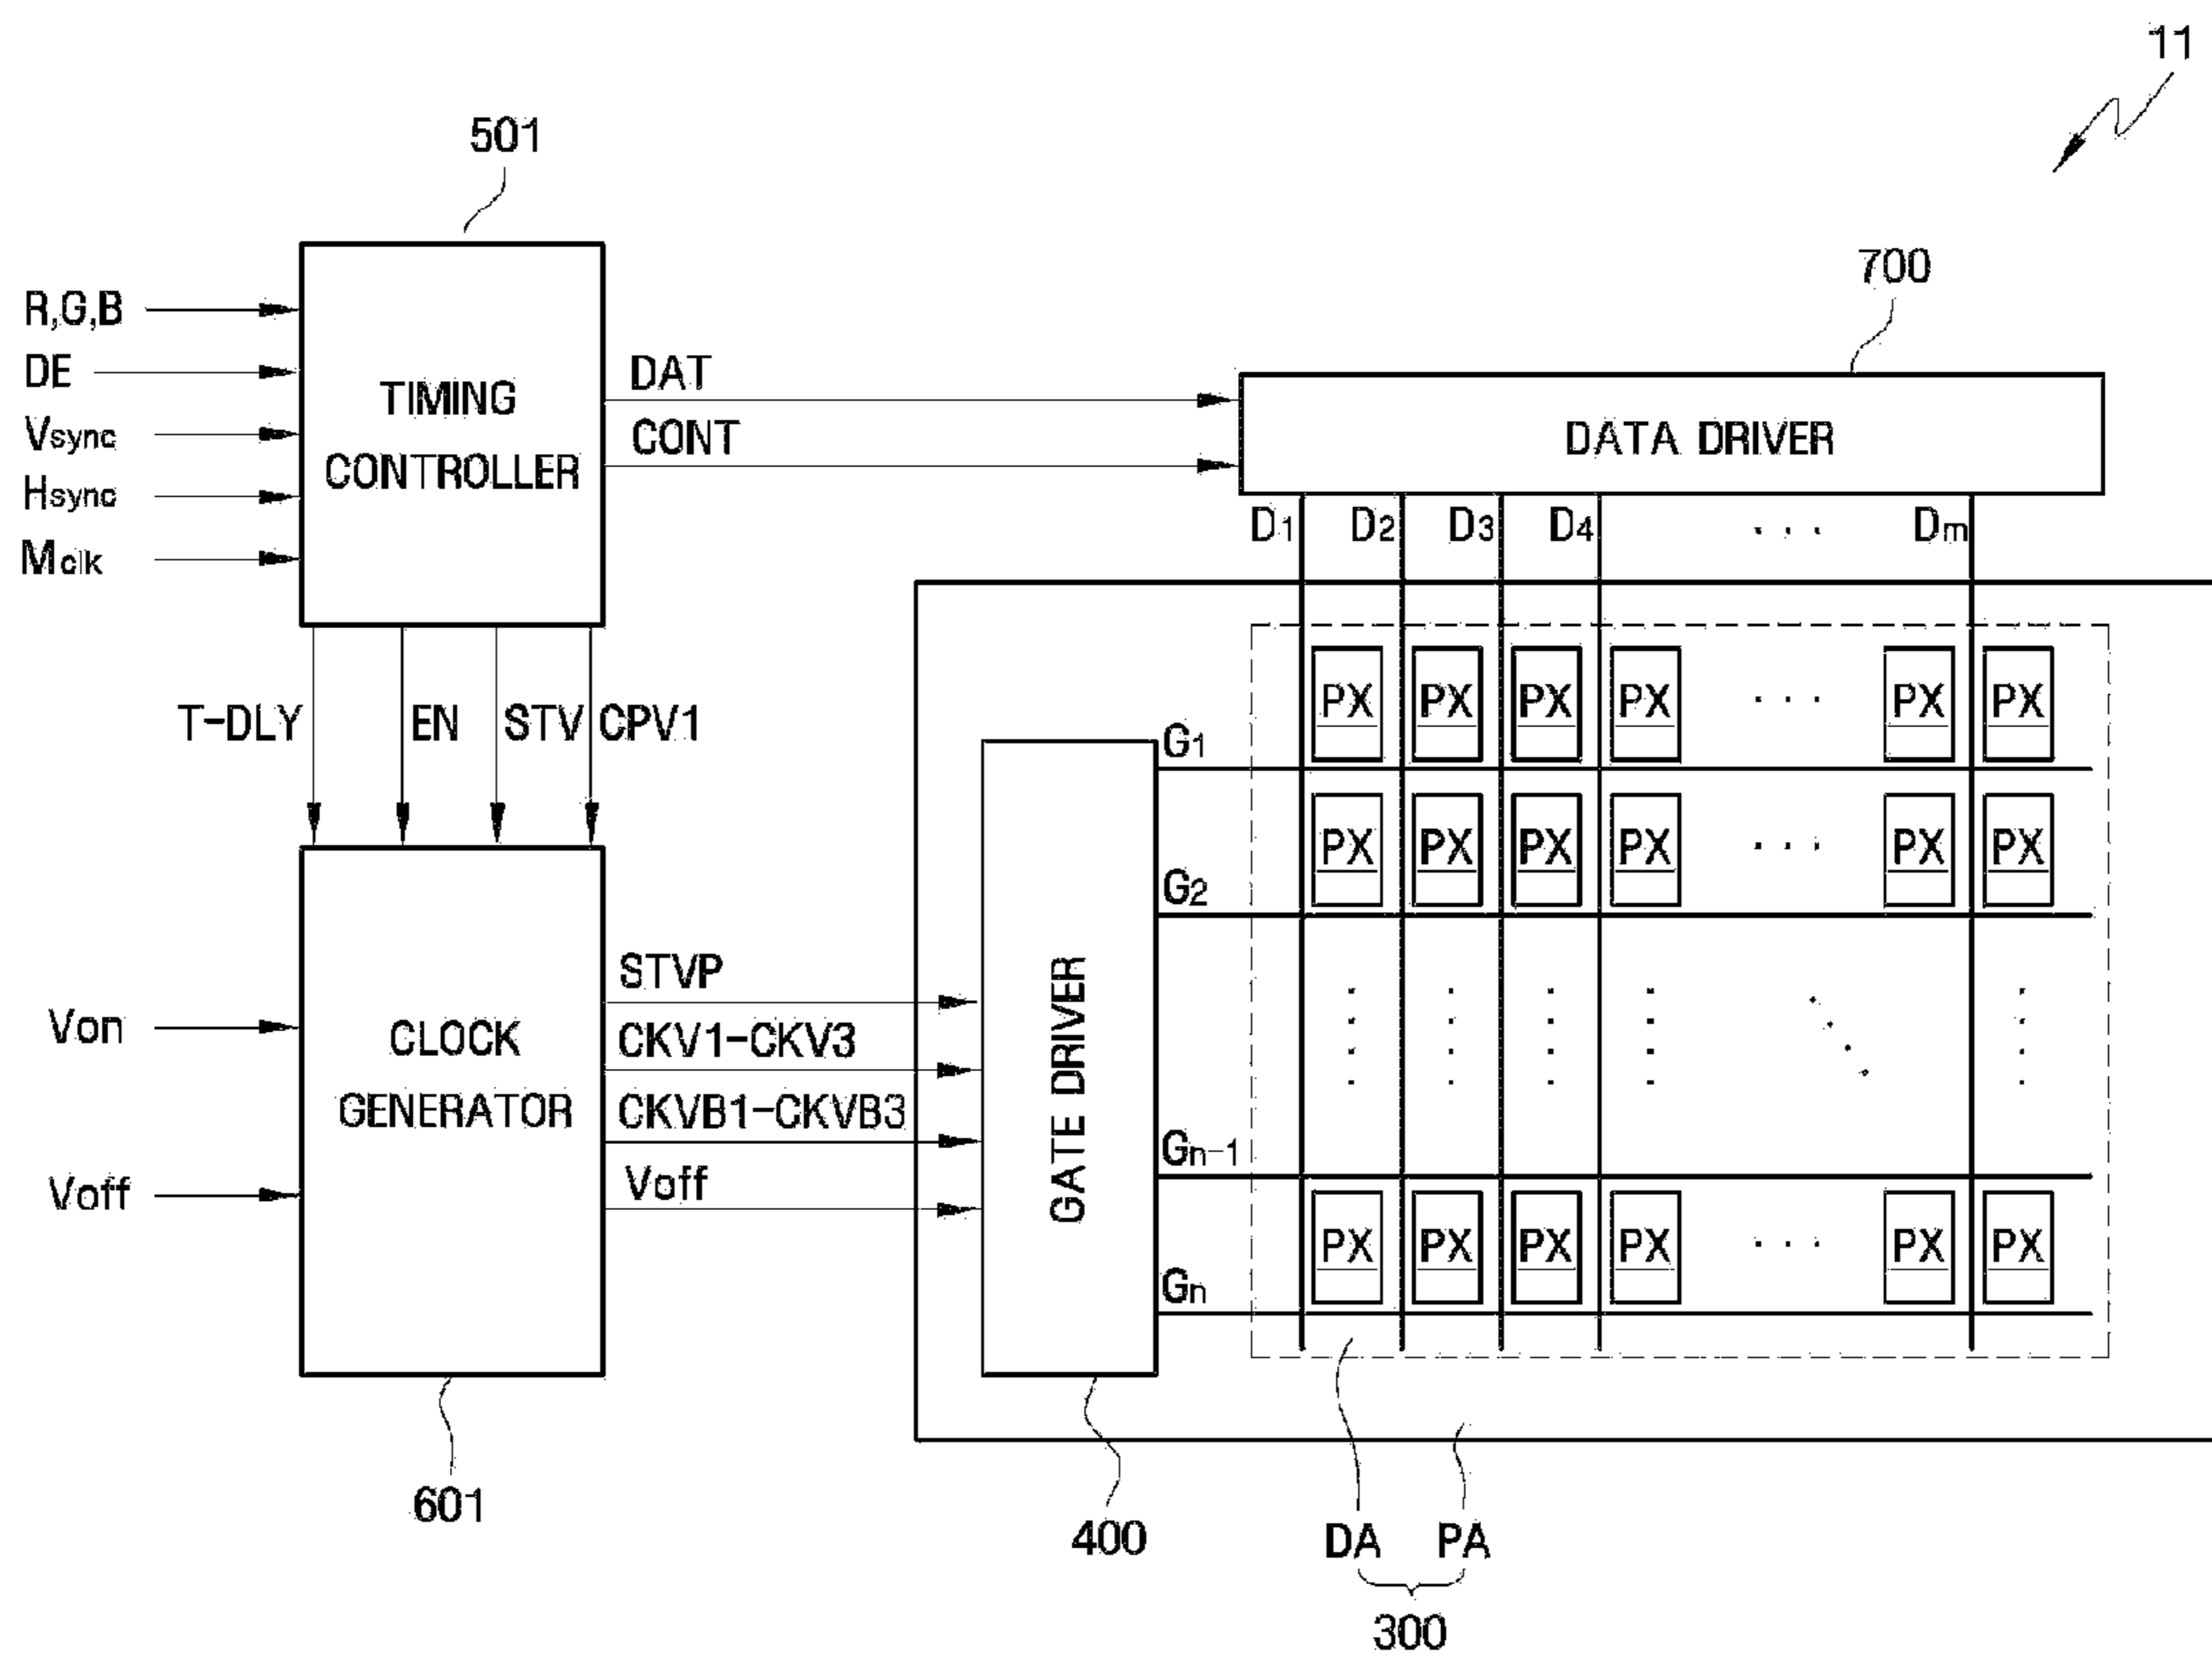 11
501
700
R,G,B
DE
Vsync
Hsync
Mclk
TIMING
CONTROLLER
DAT
CONT
DATA DRIVER
D1 D2 D3 D4 · · · Dm
T-DLY EN STV CPV1
PX PX PX PX · · · PX PX
G1
PX PX PX PX · · · PX PX
G2
Von
Voff
CLOCK
GENERATOR
STVP
CKV1-CKV3
CKVB1-CKVB3
Voff
GATE DRIVER
Gn-1
PX PX PX PX · · · PX PX
Gn
601
400
DA PA
300